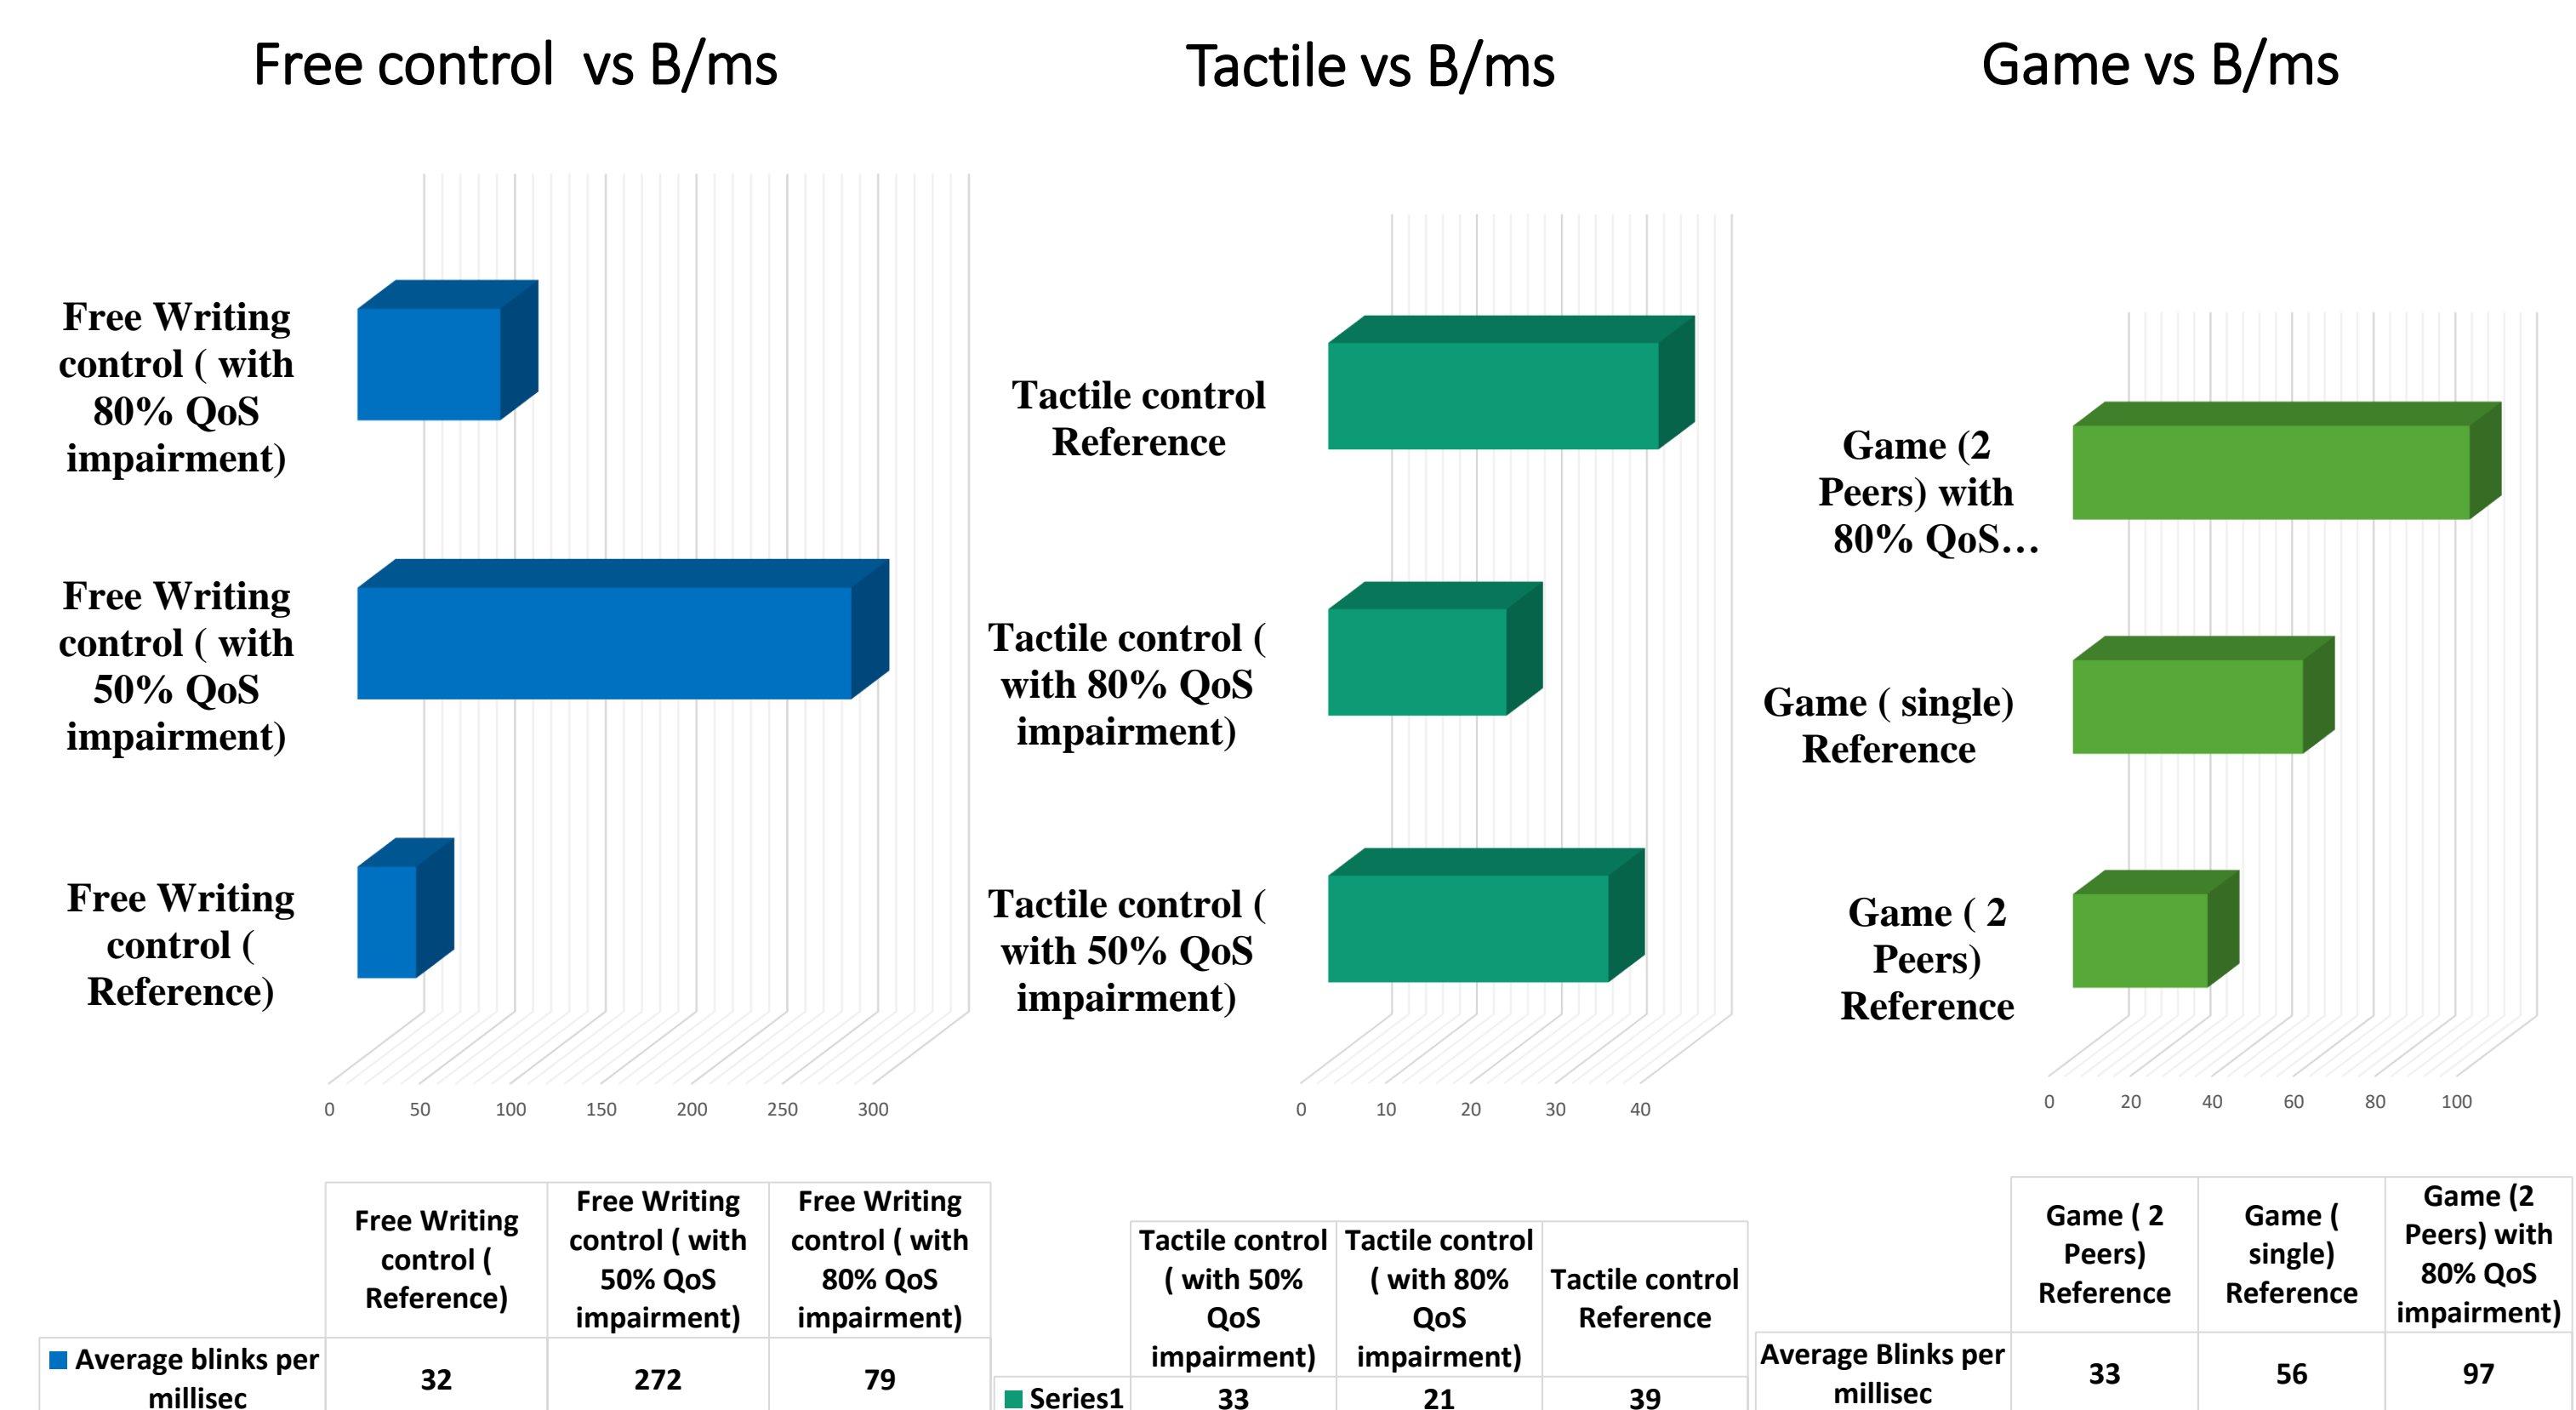 Free control  vs B/ms
Free Writing
control ( with
80% QoS
impairment)
Free Writing
control ( with
50% QoS
impairment)
Free Writing
control (
Reference)
0 50 100 150 200 250 300
Free Writing
control (
Reference)
Free Writing
control ( with
50% QoS
impairment)
Free Writing
control ( with
80% QoS
impairment)
Average blinks per
millisec
32 272 79
Tactile vs B/ms
Tactile control
Reference
Tactile control (
with 80% QoS
impairment)
Tactile control (
with 50% QoS
impairment)
0 10 20 30 40
Tactile control
( with 50%
QoS
impairment)
Tactile control
( with 80%
QoS
impairment)
Tactile control
Reference
Series1 33 21 39
Game vs B/ms
Game (2
Peers) with
80% QoS…
Game ( single)
Reference
Game ( 2
Peers)
Reference
0 20 40 60 80 100
Game ( 2
Peers)
Reference
Game (
single)
Reference
Game (2
Peers) with
80% QoS
impairment)
Average Blinks per
millisec
33 56 97